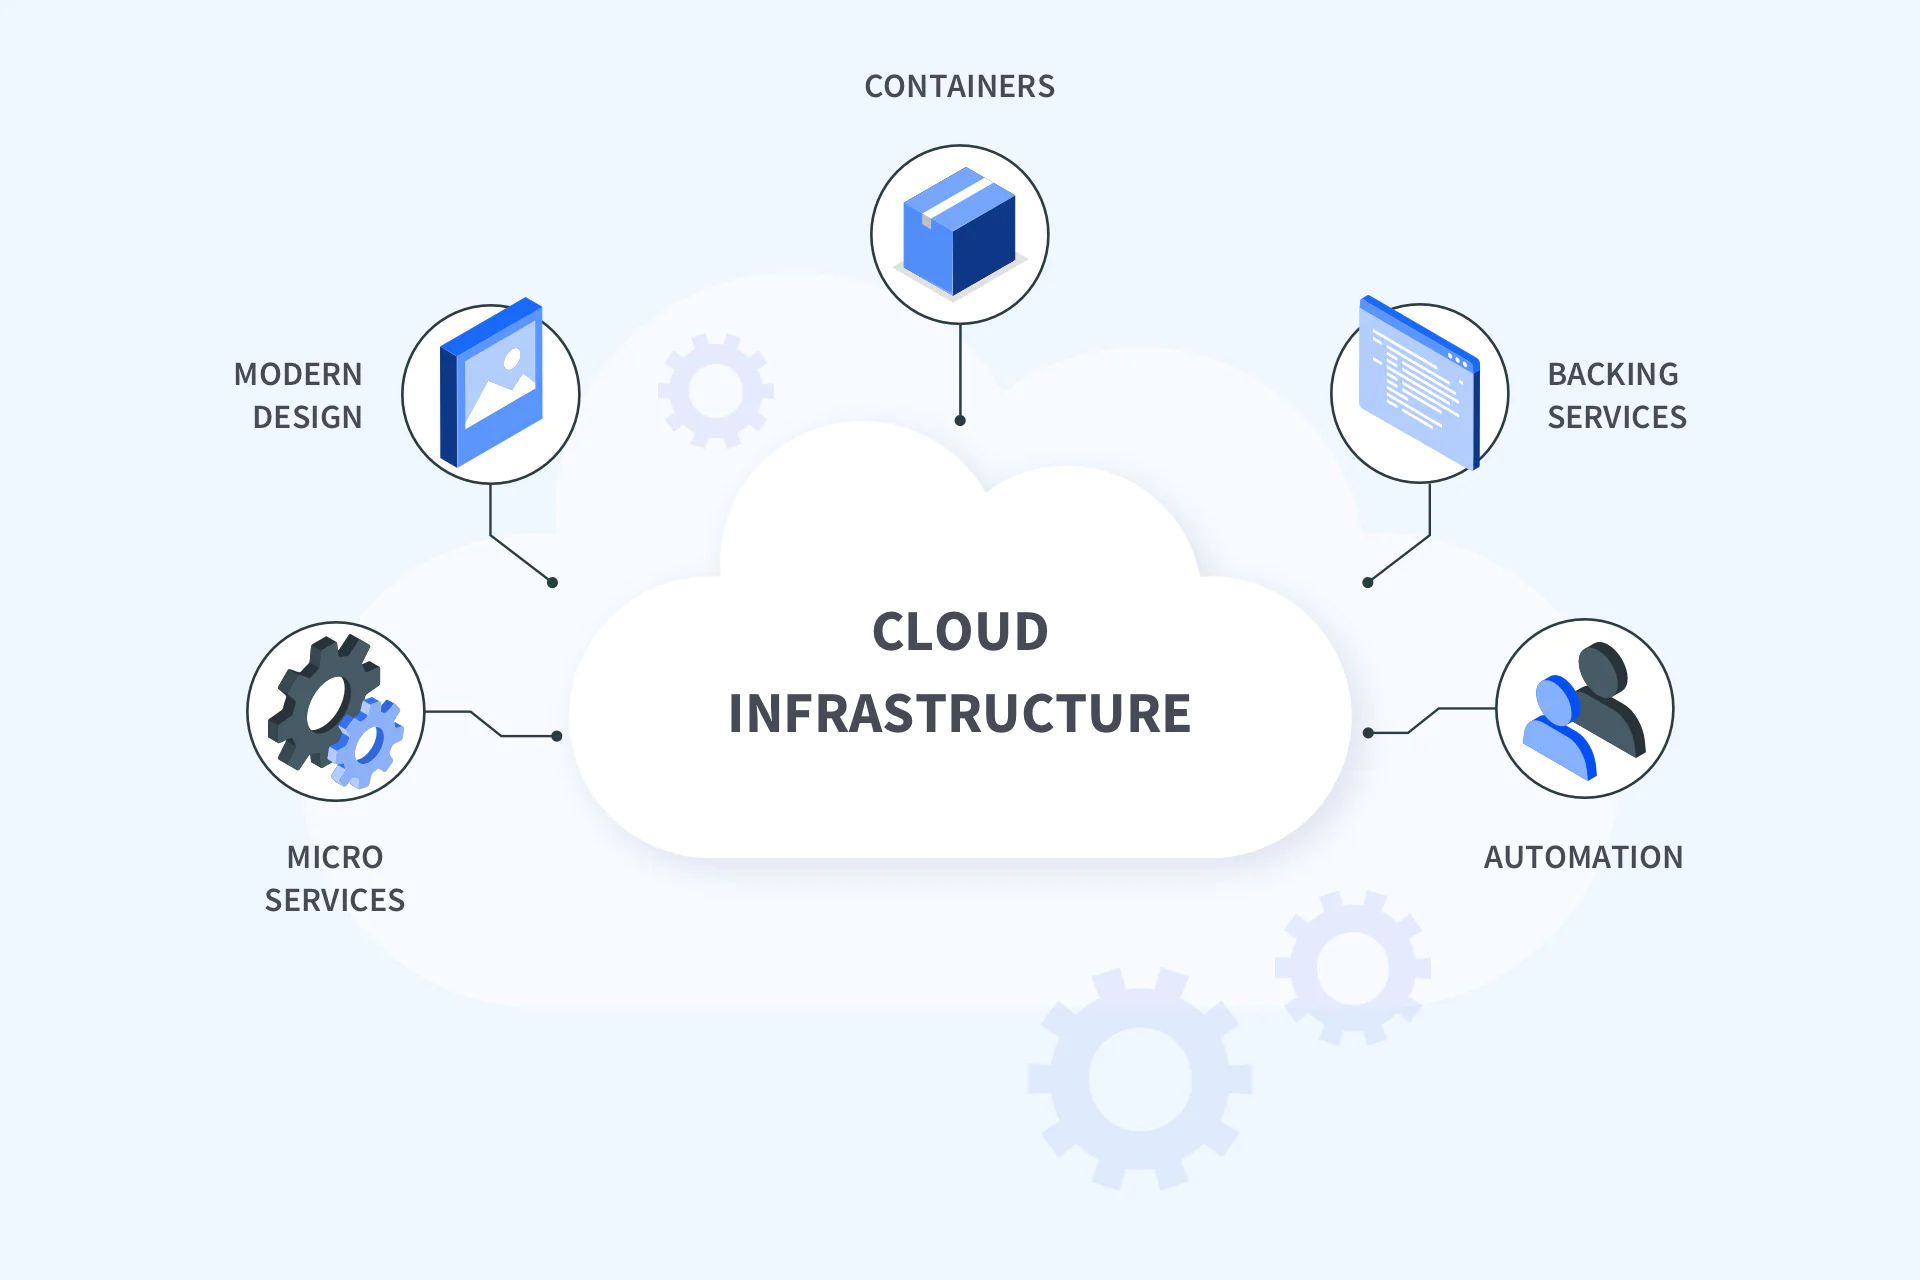 CONTAINERS
MODERN
DESIGN
BACKING
SERVICES
CLOUD
INFRASTRUCTURE
MICRO
SERVICES
AUTOMATION